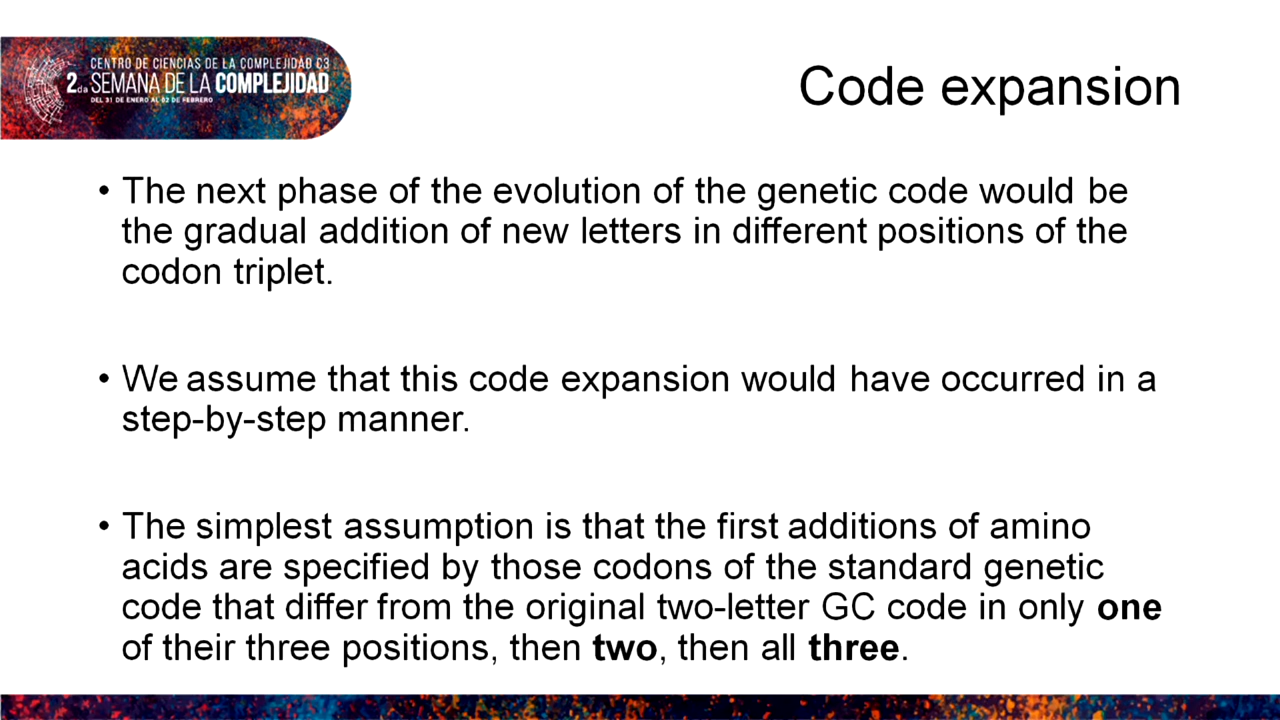 CENTRO DE CIENCIAS DE LA COMPLEJIDAD C3
2.da SEMANA DE LA COMPLEJIDAD
DEL 31 DE ENERO AL 02 DE FEBRERO
Code expansion
• The next phase of the evolution of the genetic code would be
the gradual addition of new letters in different positions of the
codon triplet.
• We assume that this code expansion would have occurred in a
step-by-step manner.
• The simplest assumption is that the first additions of amino
acids are specified by those codons of the standard genetic
code that differ from the original two-letter GC code in only one
of their three positions, then two, then all three.